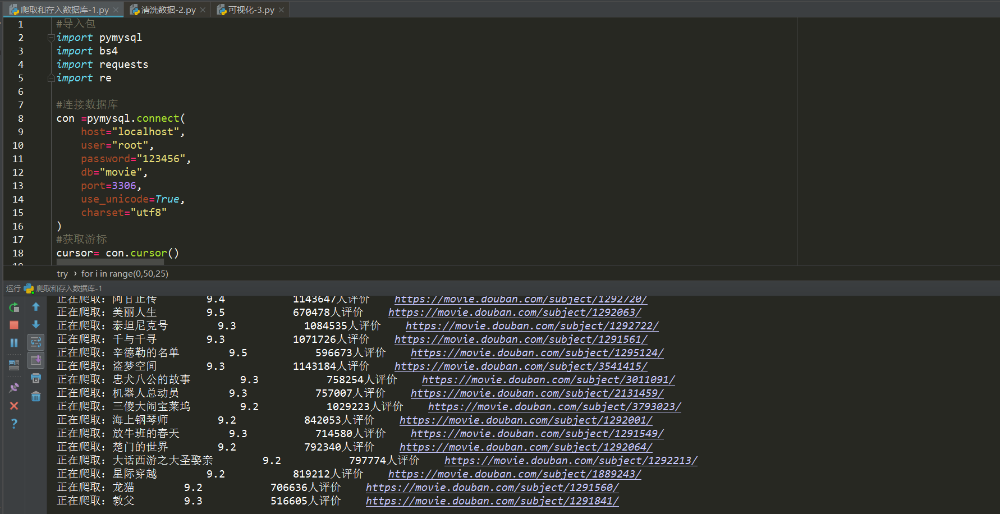 爬取和存入数据库-1.py 清洗数据-2.py 可视化-3.py
1 #导入包
2 import pymysql
3 import bs4
4 import requests
5 import re
6
7 #连接数据库
8 con =pymysql.connect(
9 host="localhost",
10 user="root",
11 password="123456",
12 db="movie",
13 port=3306,
14 use_unicode=True,
15 charset="utf8"
16 )
17 #获取游标
18 cursor= con.cursor()
19
try › for i in range(0,50,25)
运行 爬取和存入数据库-1
正在爬取：阿甘正传 9.4 1143647人评价 https://movie.douban.com/subject/1292720/
正在爬取：美丽人生 9.5 670478人评价 https://movie.douban.com/subject/1292063/
正在爬取：泰坦尼克号 9.3 1084535人评价 https://movie.douban.com/subject/1292722/
正在爬取：千与千寻 9.3 1071726人评价 https://movie.douban.com/subject/1291561/
正在爬取：辛德勒的名单 9.5 596673人评价 https://movie.douban.com/subject/1295124/
正在爬取：盗梦空间 9.3 1143184人评价 https://movie.douban.com/subject/3541415/
正在爬取：忠犬八公的故事 9.3 758254人评价 https://movie.douban.com/subject/3011091/
正在爬取：机器人总动员 9.3 757007人评价 https://movie.douban.com/subject/2131459/
正在爬取：三傻大闹宝莱坞 9.2 1029223人评价 https://movie.douban.com/subject/3793023/
正在爬取：海上钢琴师 9.2 842053人评价 https://movie.douban.com/subject/1292001/
正在爬取：放牛班的春天 9.3 714580人评价 https://movie.douban.com/subject/1291549/
正在爬取：楚门的世界 9.2 792340人评价 https://movie.douban.com/subject/1292064/
正在爬取：大话西游之大圣娶亲 9.2 797774人评价 https://movie.douban.com/subject/1292213/
正在爬取：星际穿越 9.2 819212人评价 https://movie.douban.com/subject/1889243/
正在爬取：龙猫 9.2 706636人评价 https://movie.douban.com/subject/1291560/
正在爬取：教父 9.3 516605人评价 https://movie.douban.com/subject/1291841/